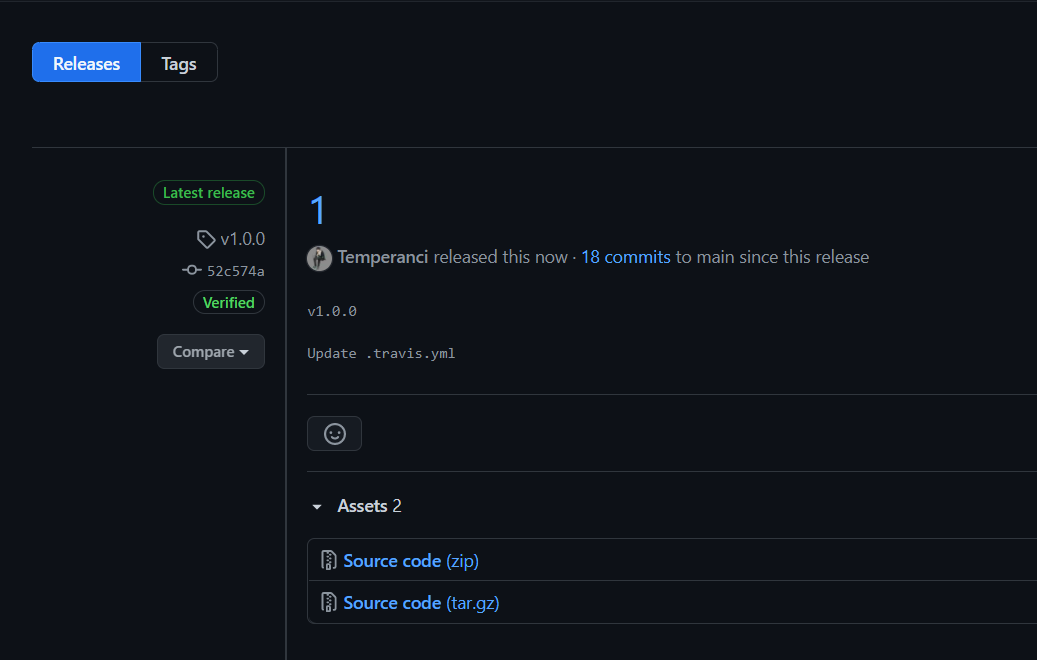 Releases
Tags
Latest release
v1.0.0
52c574a
Verified
Compare
1
Temperanci released this now · 18 commits to main since this release
v1.0.0
Update .travis.yml
Assets 2
Source code (zip)
Source code (tar.gz)